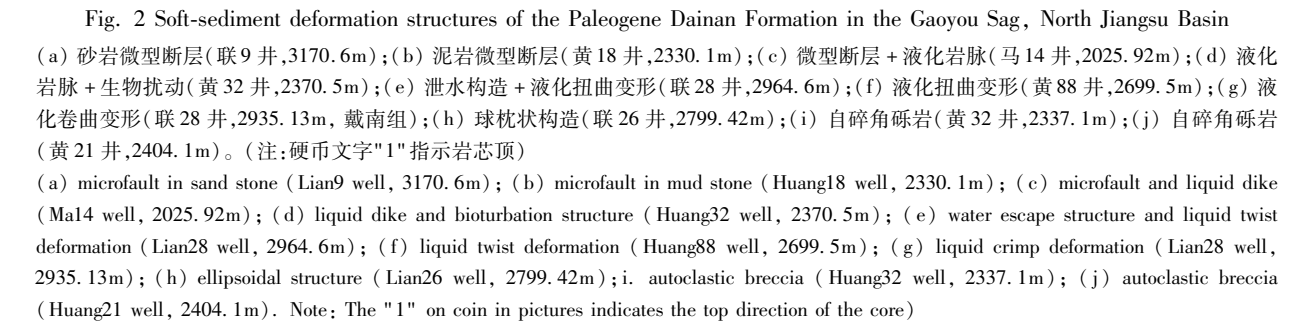 Fig. 2 Soft-sediment deformation structures of the Paleogene Dainan Formation in the Gaoyou Sag, North Jiangsu Basin
(a) 砂岩微型断层(联9 井,3170.6m);(b) 泥岩微型断层(黄18 井,2330.1m);(c) 微型断层+液化岩脉(马14 井,2025.92m);(d) 液化
岩脉+生物扰动(黄32 井,2370.5m);(e) 泄水构造+液化扭曲变形(联28 井,2964.6m);(f) 液化扭曲变形(黄88 井,2699.5m);(g) 液
化卷曲变形(联28 井,2935.13m, 戴南组);(h) 球枕状构造(联26 井,2799.42m);(i) 自碎角砾岩(黄32 井,2337.1m);(j) 自碎角砾岩
(黄21 井,2404.1m)。(注:硬币文字"1"指示岩芯顶)
(a) microfault in sand stone (Lian9 well, 3170.6m); (b) microfault in mud stone (Huang18 well, 2330.1m); (c) microfault and liquid dike
(Ma14 well, 2025.92m); (d) liquid dike and bioturbation structure (Huang32 well, 2370.5m); (e) water escape structure and liquid twist
deformation (Lian28 well, 2964.6m); (f) liquid twist deformation (Huang88 well, 2699.5m); (g) liquid crimp deformation (Lian28 well,
2935.13m); (h) ellipsoidal structure (Lian26 well, 2799.42m);i. autoclastic breccia (Huang32 well, 2337.1m); (j) autoclastic breccia
(Huang21 well, 2404.1m). Note: The "1" on coin in pictures indicates the top direction of the core)